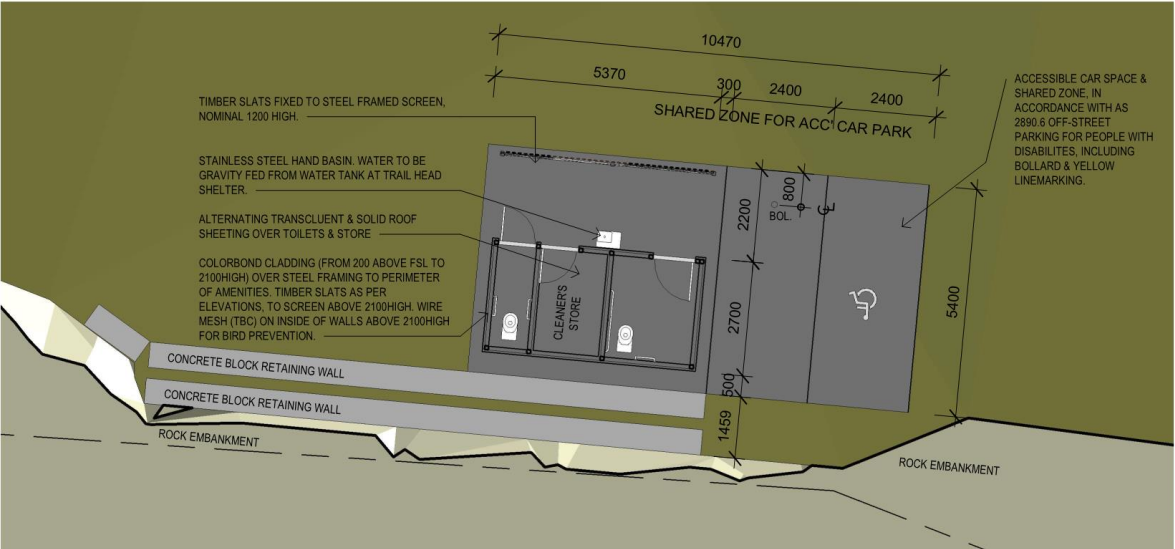 10470
5370
300
2400
2400
SHARED ZONE FOR ACC' CAR PARK
TIMBER SLATS FIXED TO STEEL FRAMED SCREEN,
NOMINAL 1200 HIGH.
STAINLESS STEEL HAND BASIN. WATER TO BE
GRAVITY FED FROM WATER TANK AT TRAIL HEAD
SHELTER.
ALTERNATING TRANSCLUENT & SOLID ROOF
SHEETING OVER TOILETS & STORE
COLORBOND CLADDING (FROM 200 ABOVE FSL TO
2100HIGH) OVER STEEL FRAMING TO PERIMETER
OF AMENITIES. TIMBER SLATS AS PER
ELEVATIONS, TO SCREEN ABOVE 2100HIGH. WIRE
MESH (TBC) ON INSIDE OF WALLS ABOVE 2100HIGH
FOR BIRD PREVENTION.
ACCESSIBLE CAR SPACE &
SHARED ZONE, IN
ACCORDANCE WITH AS
2890.6 OFF-STREET
PARKING FOR PEOPLE WITH
DISABILITES, INCLUDING
BOLLARD & YELLOW
LINEMARKING.
800
BOL.
2200
2700
500
1459
5400
CLEANER'S
STORE
CONCRETE BLOCK RETAINING WALL
CONCRETE BLOCK RETAINING WALL
ROCK EMBANKMENT
ROCK EMBANKMENT